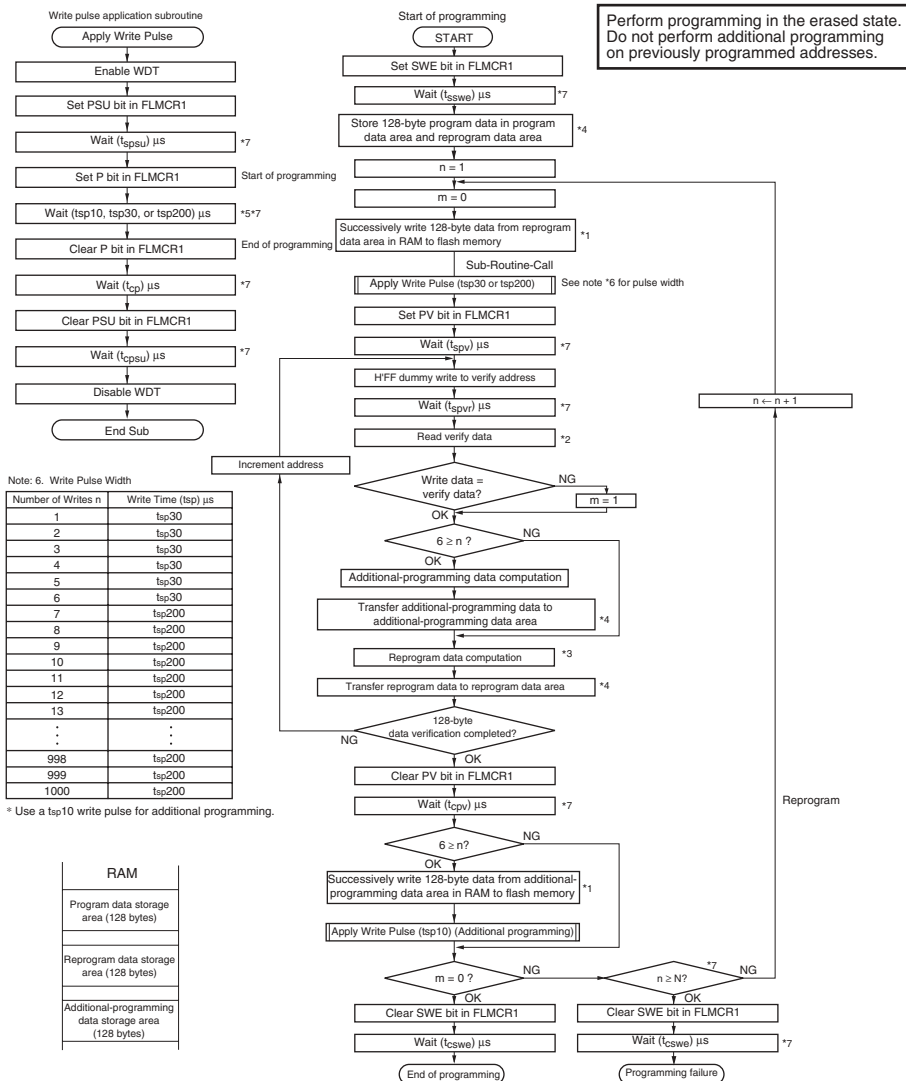 Write pulse application subroutine
Apply Write Pulse
Enable WDT
Set PSU bit in FLMCR1
Wait (tspsu) μs
*7
Set P bit in FLMCR1
Start of programming
Wait (tsp10, tsp30, or tsp200) μs
*5*7
Clear P bit in FLMCR1
End of programming
Wait (tcp) μs
*7
Clear PSU bit in FLMCR1
Wait (tcpsu) μs
*7
Disable WDT
End Sub
Note: 6. Write Pulse Width
Number of Writes n Write Time (tsp) μs
1 tsp30
2 tsp30
3 tsp30
4 tsp30
5 tsp30
6 tsp30
7 tsp200
8 tsp200
9 tsp200
10 tsp200
11 tsp200
12 tsp200
13 tsp200
998 tsp200
999 tsp200
1000 tsp200
* Use a tsp10 write pulse for additional programming.
RAM
Program data storage
area (128 bytes)
Reprogram data storage
area (128 bytes)
Additional-programming
data storage area
(128 bytes)
Start of programming
START
Set SWE bit in FLMCR1
Wait (tsswe) μs
*7
Store 128-byte program data in program
data area and reprogram data area
*4
n = 1
m = 0
Successively write 128-byte data from reprogram
data area in RAM to flash memory
*1
Sub-Routine-Call
Apply Write Pulse (tsp30 or tsp200)
See note *6 for pulse width
Set PV bit in FLMCR1
Wait (tspv) μs
*7
H'FF dummy write to verify address
Wait (tspvr) μs
*7
Read verify data
*2
Increment address
Write data =
verify data?
NG
m = 1
OK
6 ≥ n ?
NG
OK
Additional-programming data computation
Transfer additional-programming data to
additional-programming data area
*4
Reprogram data computation
*3
Transfer reprogram data to reprogram data area
*4
128-byte
data verification completed?
NG
OK
Clear PV bit in FLMCR1
Wait (tcpv) μs
*7
6 ≥ n?
NG
OK
Successively write 128-byte data from additional-
programming data area in RAM to flash memory
*1
Apply Write Pulse (tsp10) (Additional programming)
m = 0 ?
NG
OK
Clear SWE bit in FLMCR1
Wait (tcswe) μs
End of programming
n ≥ N?
*7
NG
OK
Clear SWE bit in FLMCR1
Wait (tcswe) μs
*7
Programming failure
n ← n + 1
Reprogram
Perform programming in the erased state.
Do not perform additional programming
on previously programmed addresses.